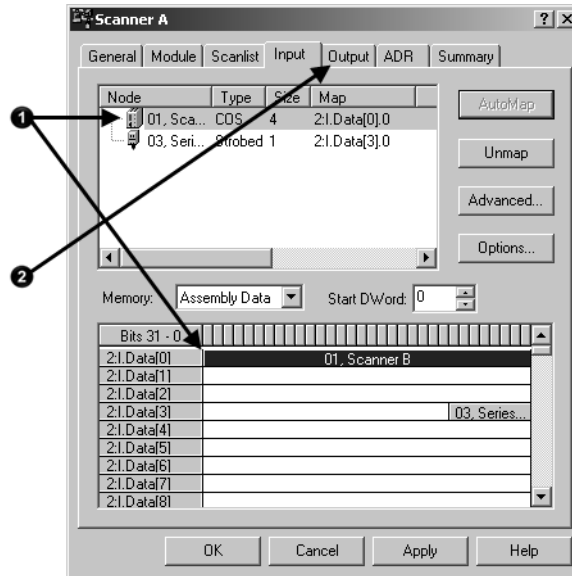 Scanner A
General Module Scanlist Input Output ADR Summary
Node Type Size Map
01, Sca... COS 4 2:I.Data[0].0
03, Seri... Strobed 1 2:I.Data[3].0
AutoMap
Unmap
Advanced...
Options...
1
2
Memory: Assembly Data Start DWord: 0
Bits 31 - 0
2:I.Data[0] 01, Scanner B
2:I.Data[1]
2:I.Data[2]
2:I.Data[3] 03, Series...
2:I.Data[4]
2:I.Data[5]
2:I.Data[6]
2:I.Data[7]
2:I.Data[8]
OK Cancel Apply Help